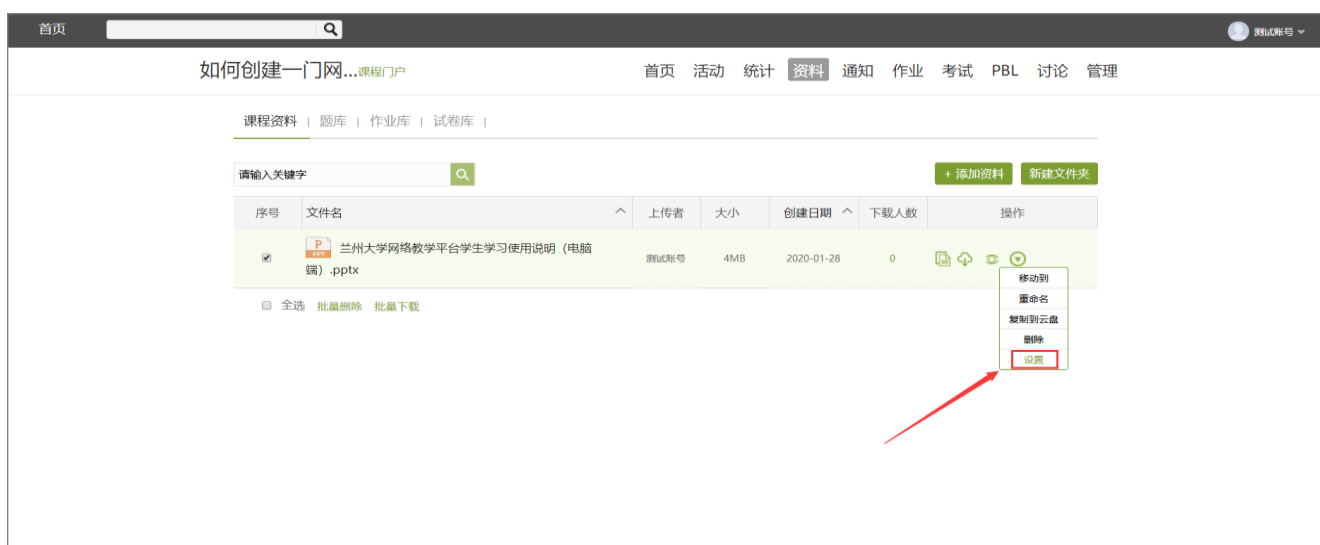 首页
测试账号
如何创建一门网...课程门户
首页 活动 统计 资料 通知 作业 考试 PBL 讨论 管理
课程资料 | 题库 | 作业库 | 试卷库 |
请输入关键字
+ 添加资料 新建文件夹
序号 文件名 上传者 大小 创建日期 下载人数 操作
P PPT 兰州大学网络教学平台学生学习使用说明（电脑
端）.pptx
测试账号 4MB 2020-01-28 0
移动到
重命名
复制到云盘
删除
设置
全选 批量删除 批量下载